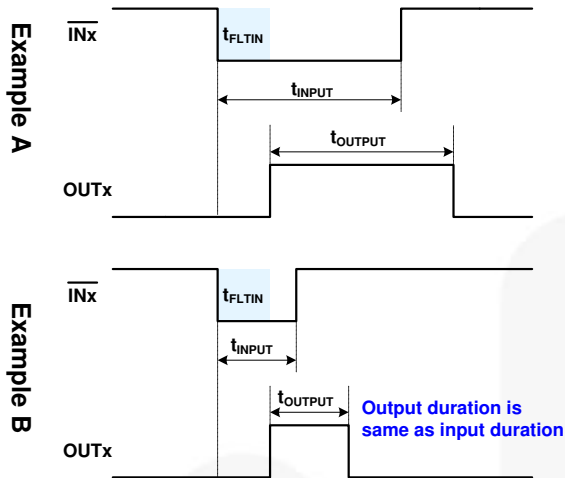 Example A
INx
tFLTIN
tINPUT
tOUTPUT
OUTx
Example B
INx
tFLTIN
tINPUT
tOUTPUT
Output duration is
same as input duration
OUTx